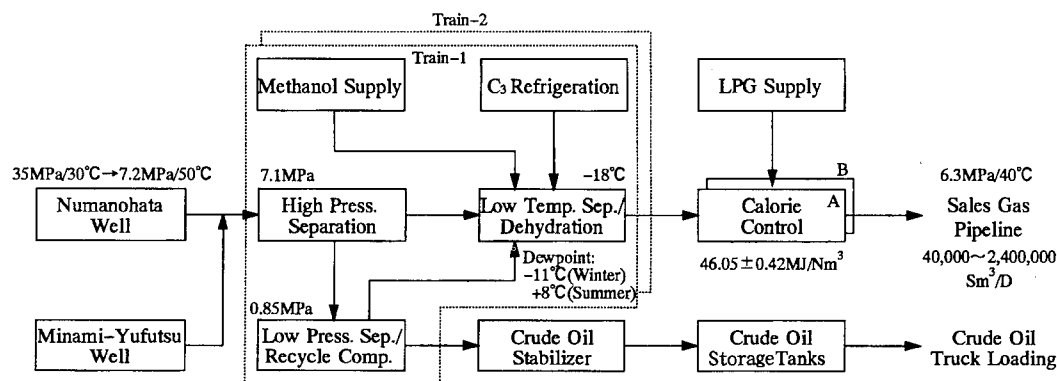 Train-2
Train-1
Methanol Supply
C₃ Refrigeration
LPG Supply
35MPa/30℃→7.2MPa/50℃
7.1MPa
-18℃
B
6.3MPa/40℃
Numanohata
Well
High Press.
Separation
Low Temp. Sep./
Dehydration
A
Calorie
Control
Sales Gas
Pipeline
Dewpoint:
-11℃(Winter)
+8℃(Summer)
46.05±0.42MJ/Nm³
40,000～2,400,000
Sm³/D
0.85MPa
Minami-Yufutsu
Well
Low Press. Sep./
Recycle Comp.
Crude Oil
Stabilizer
Crude Oil
StorageTanks
Crude Oil
Truck Loading